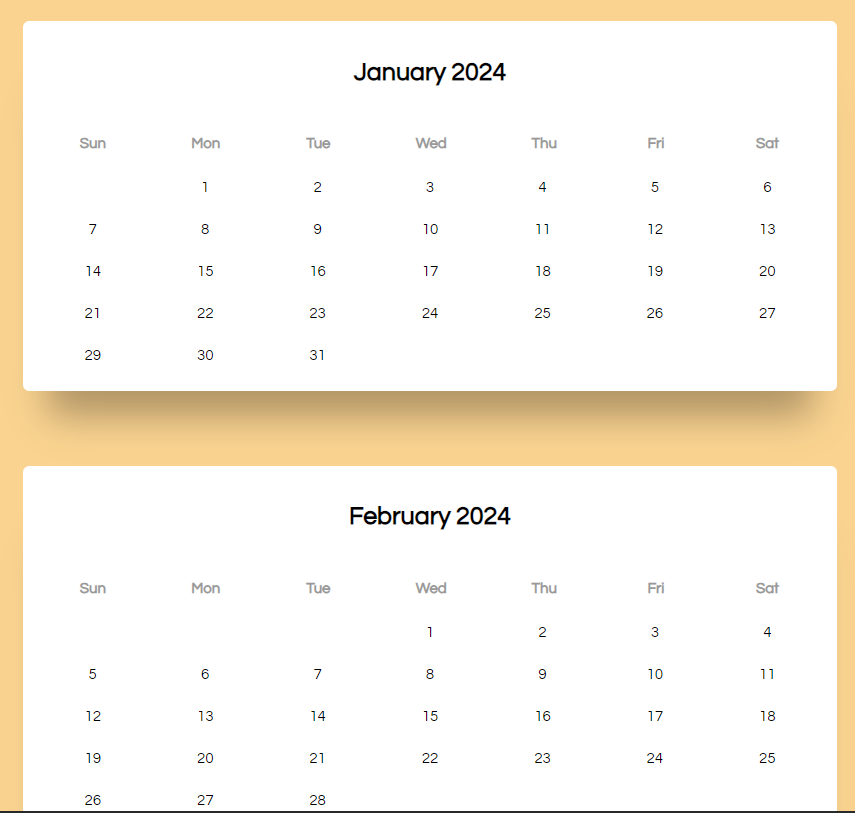 January 2024
Sun Mon Tue Wed Thu Fri Sat
1 2 3 4 5 6
7 8 9 10 11 12 13
14 15 16 17 18 19 20
21 22 23 24 25 26 27
29 30 31
February 2024
Sun Mon Tue Wed Thu Fri Sat
1 2 3 4
5 6 7 8 9 10 11
12 13 14 15 16 17 18
19 20 21 22 23 24 25
26 27 28